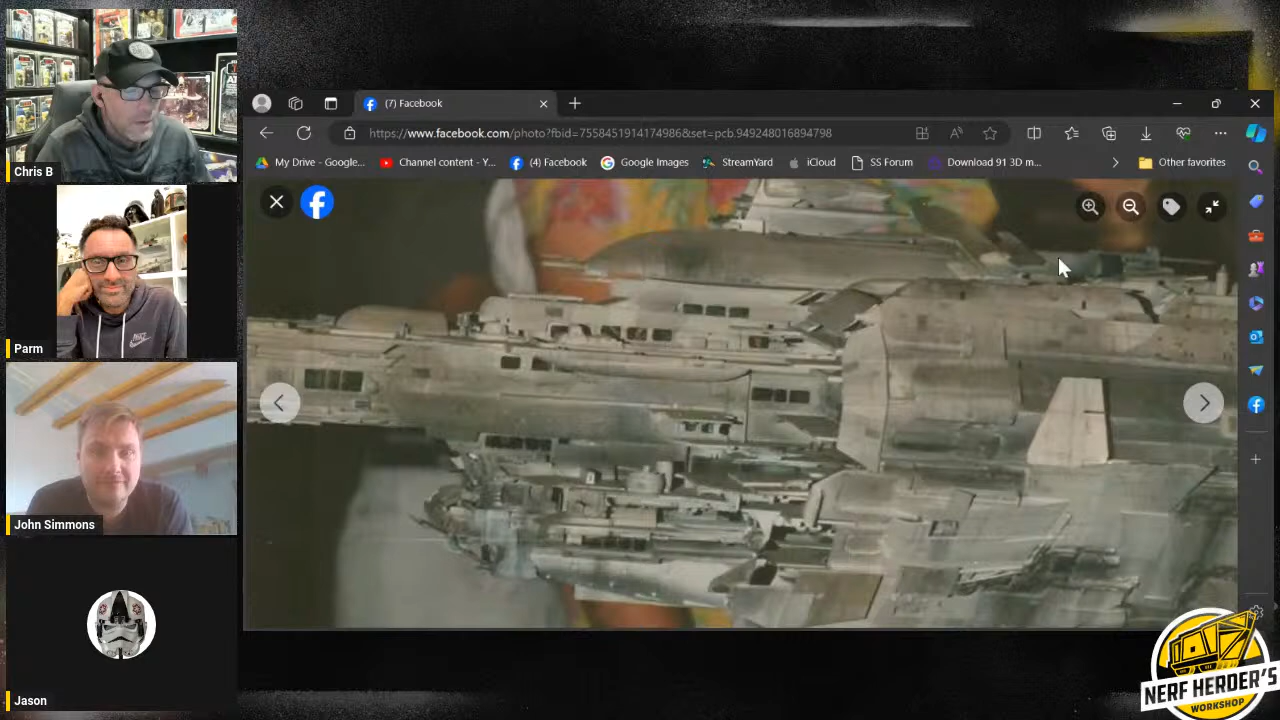 Chris B
Parm
John Simmons
Jason
(7) Facebook
https://www.facebook.com/photo?fbid=7558451914174986&set=pcb.949248016894798
My Drive - Google...
Channel content - Y...
(4) Facebook
Google Images
StreamYard
iCloud
SS Forum
Download 91 3D m...
Other favorites
NERF HERDER'S
WORKSHOP